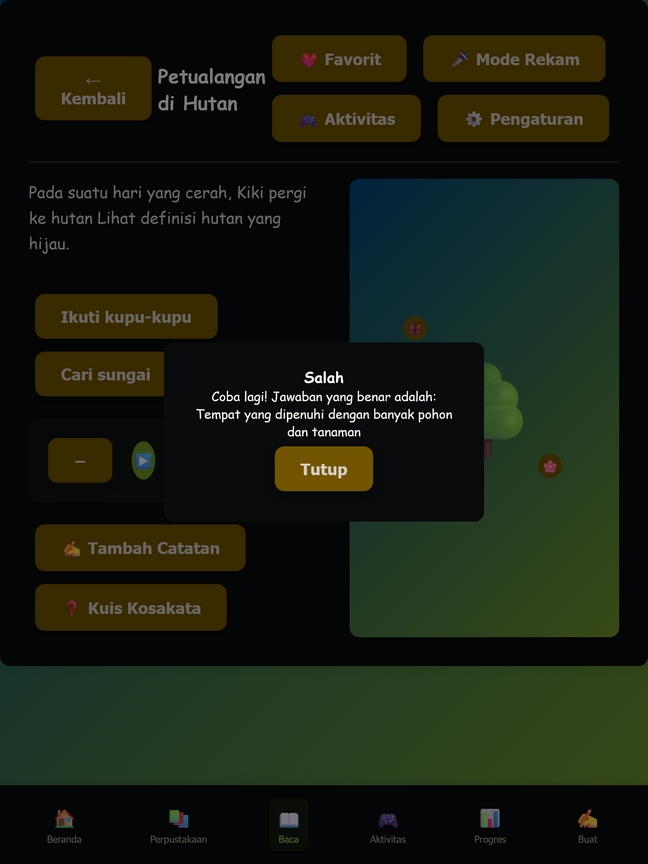 ←
Kembali
Petualangan
di Hutan
Favorit
Mode Rekam
Aktivitas
Pengaturan
Pada suatu hari yang cerah, Kiki pergi
ke hutan Lihat definisi hutan yang
hijau.
Ikuti kupu-kupu
Cari sungai
Salah
Coba lagi! Jawaban yang benar adalah:
Tempat yang dipenuhi dengan banyak pohon
dan tanaman
Tutup
–
Tambah Catatan
Kuis Kosakata
Beranda
Perpustakaan
Baca
Aktivitas
Progres
Buat